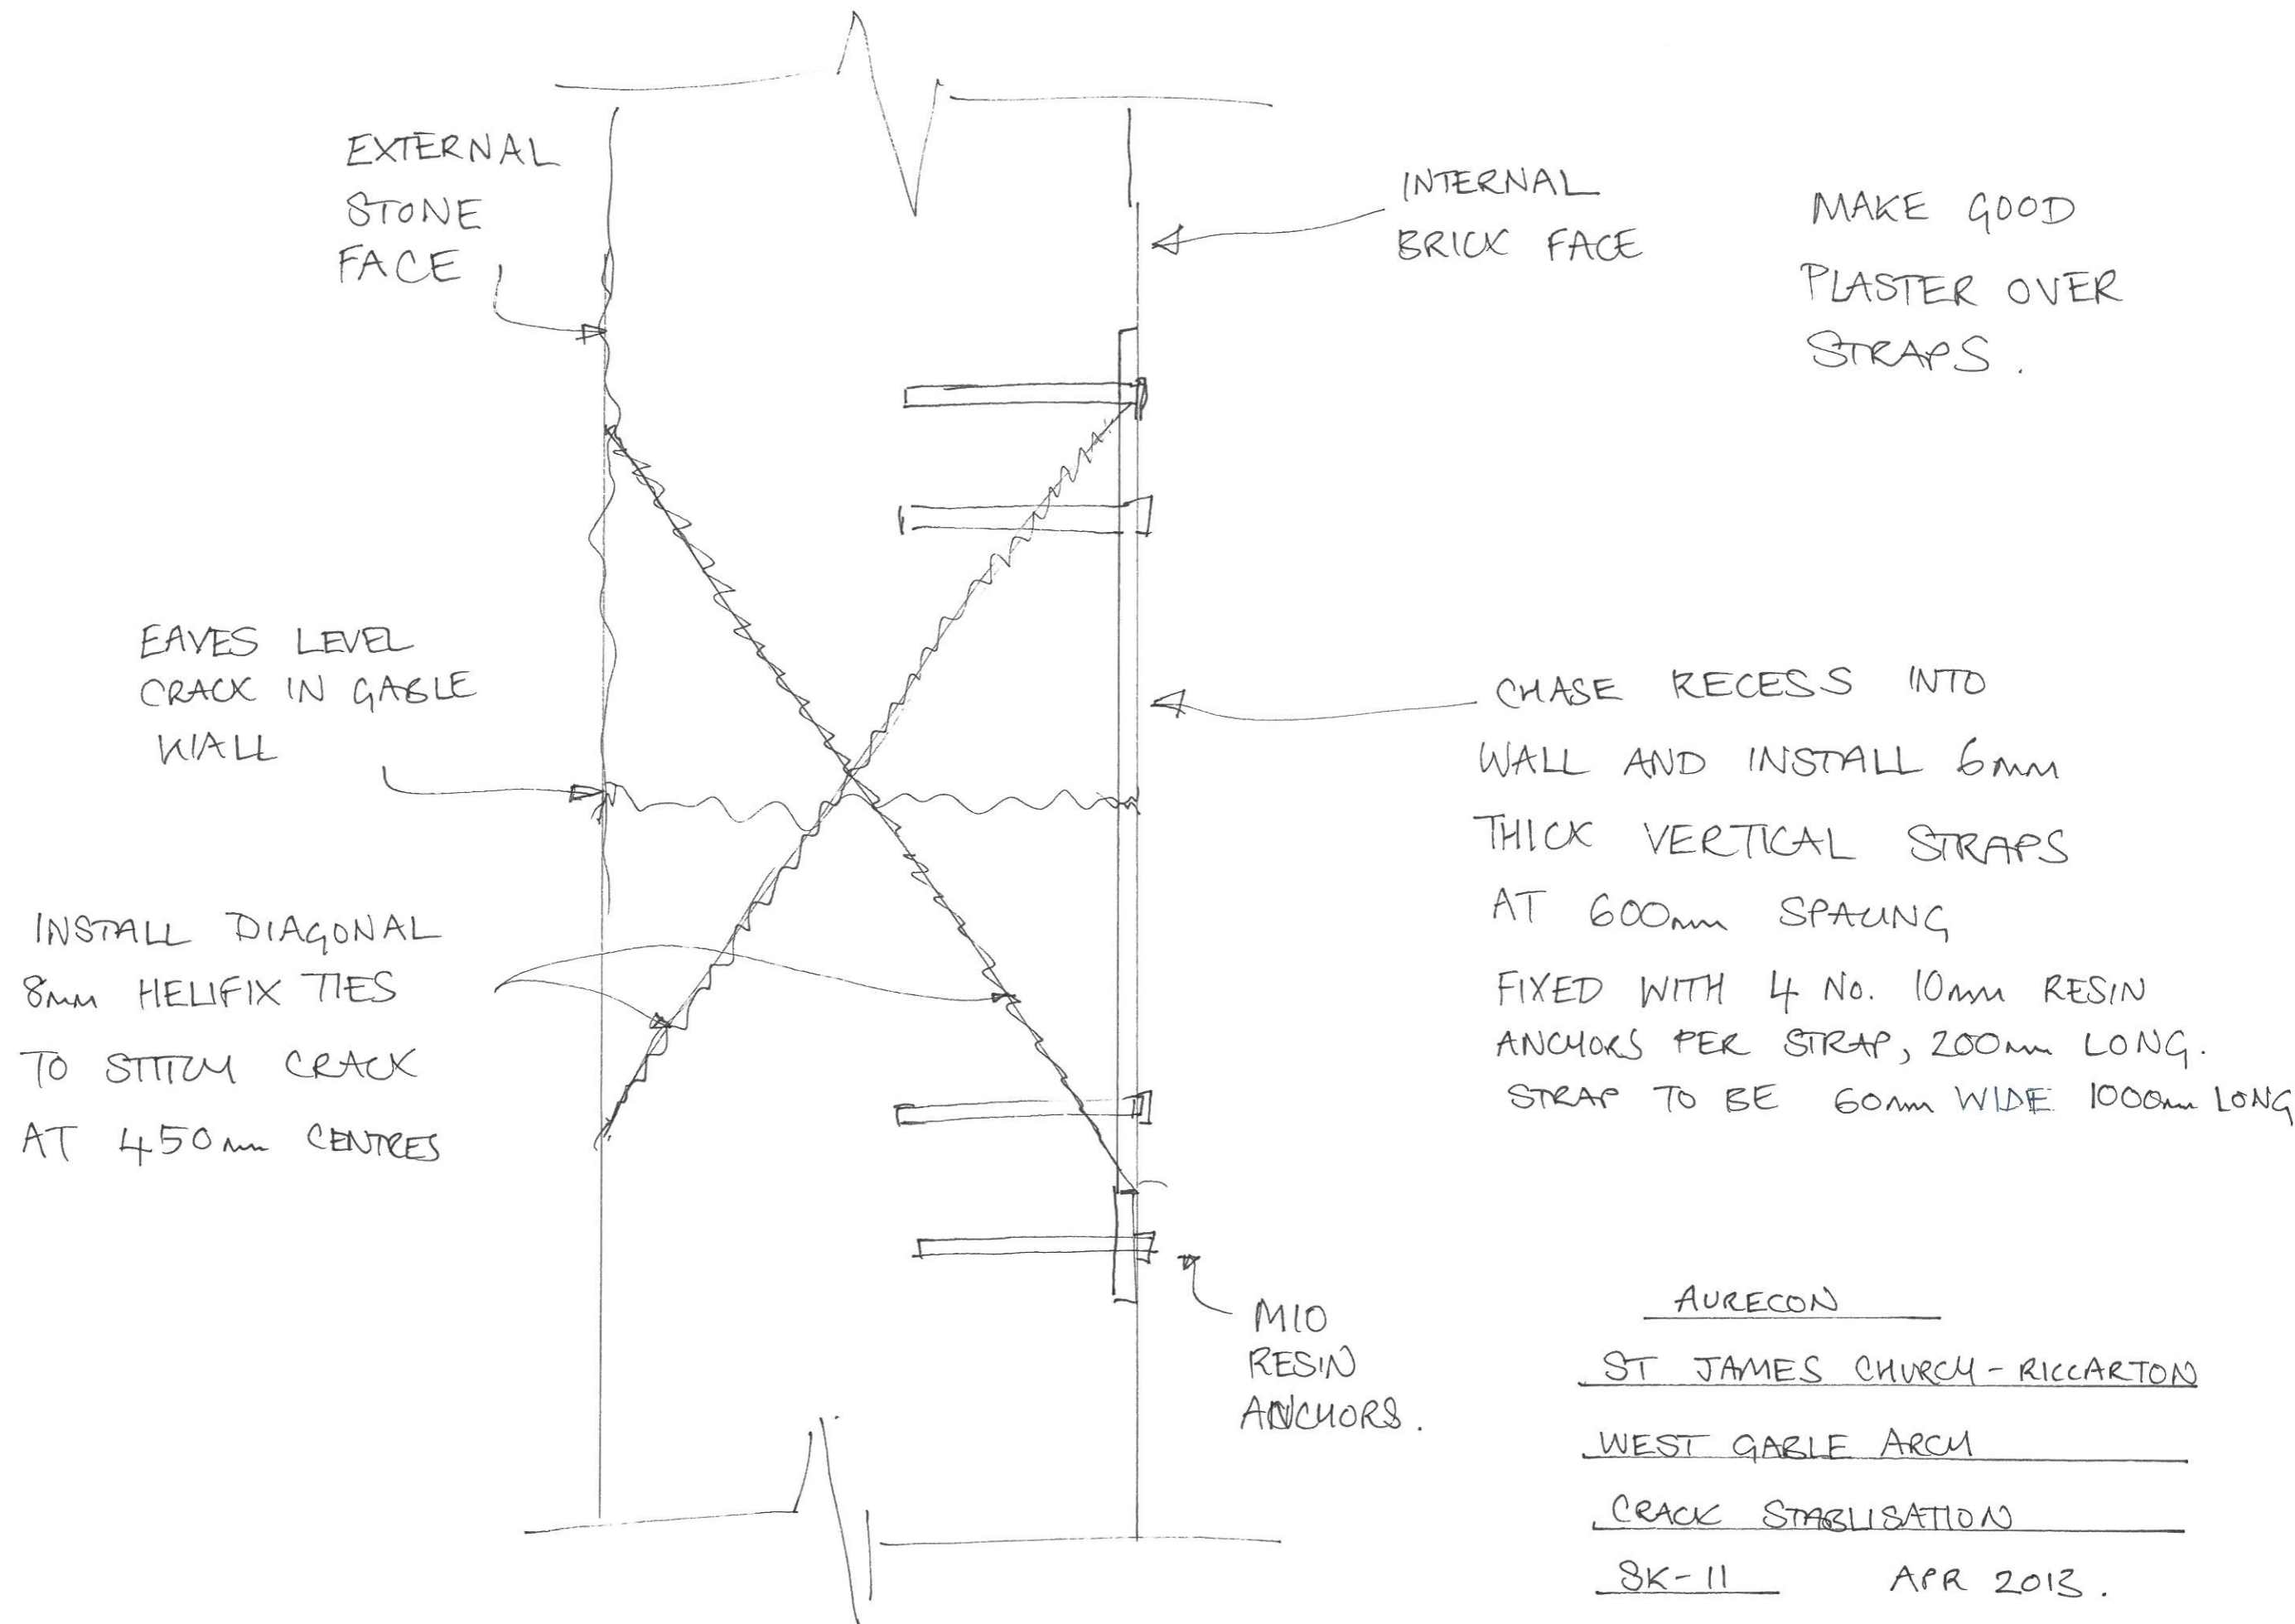 EXTERNAL
STONE
FACE
INTERNAL
BRICK FACE
MAKE GOOD
PLASTER OVER
STRAPS.
EAVES LEVEL
CRACK IN GABLE
WALL
CHASE RECESS INTO
WALL AND INSTALL 6mm
THICK VERTICAL STRAPS
AT 600mm SPACING
FIXED WITH 4 No. 10mm RESIN
ANCHORS PER STRAP, 200mm LONG.
STRAP TO BE 60mm WIDE 1000mm LONG
INSTALL DIAGONAL
8mm HELIFIX TIES
TO STITCH CRACK
AT 450mm CENTRES
M10
RESIN
ANCHORS.
AURECON
ST JAMES CHURCH - RICCARTON
WEST GABLE ARCH
CRACK STABLISATION
SK-11 APR 2013.